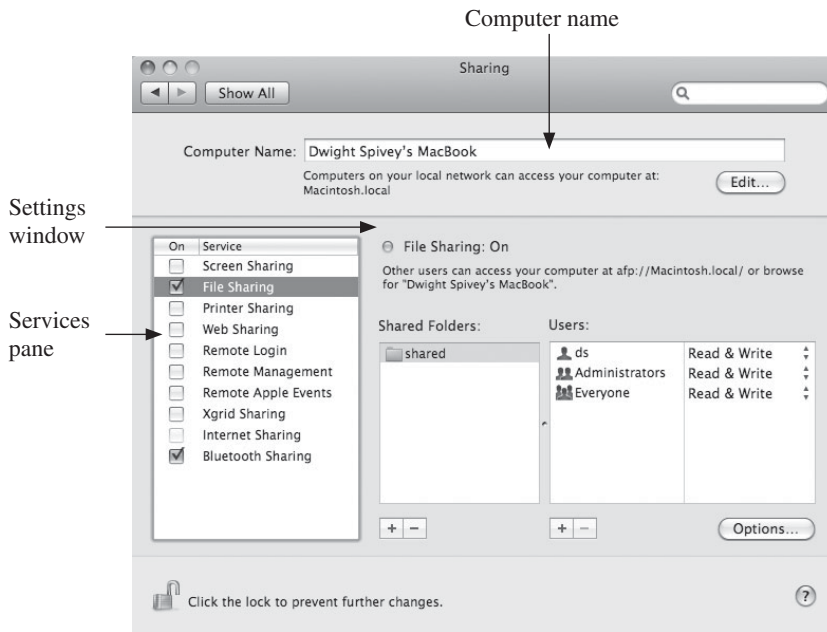 Computer name
Sharing
Show All
Computer Name: Dwight Spivey's MacBook
Computers on your local network can access your computer at:
Macintosh.local
Edit...
Settings
window
Services
pane
On Service
Screen Sharing
File Sharing
Printer Sharing
Web Sharing
Remote Login
Remote Management
Remote Apple Events
Xgrid Sharing
Internet Sharing
Bluetooth Sharing
File Sharing: On
Other users can access your computer at afp://Macintosh.local/ or browse
for "Dwight Spivey's MacBook".
Shared Folders:
shared
Users:
ds Read & Write
Administrators Read & Write
Everyone Read & Write
+ −
+ −
Options...
Click the lock to prevent further changes.
?